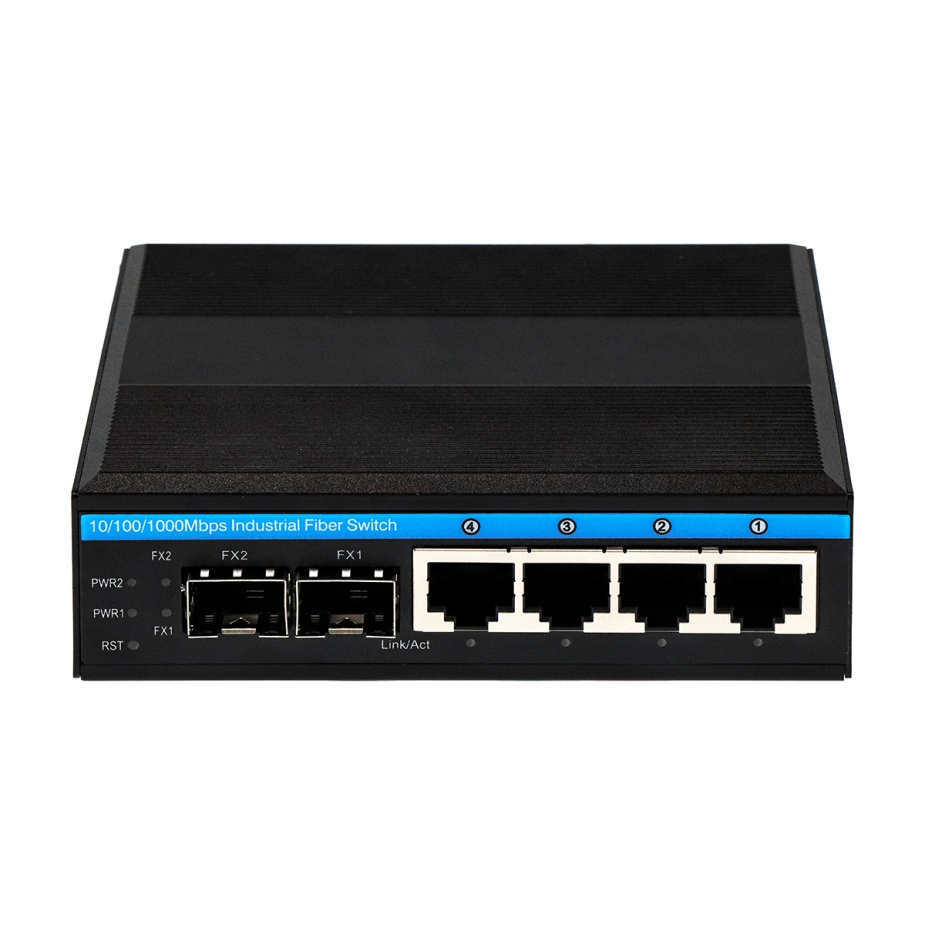 10/100/1000Mbps Industrial Fiber Switch
④ ③ ② ①
FX2 FX2 FX1
PWR2
PWR1
FX1
RST
Link/Act